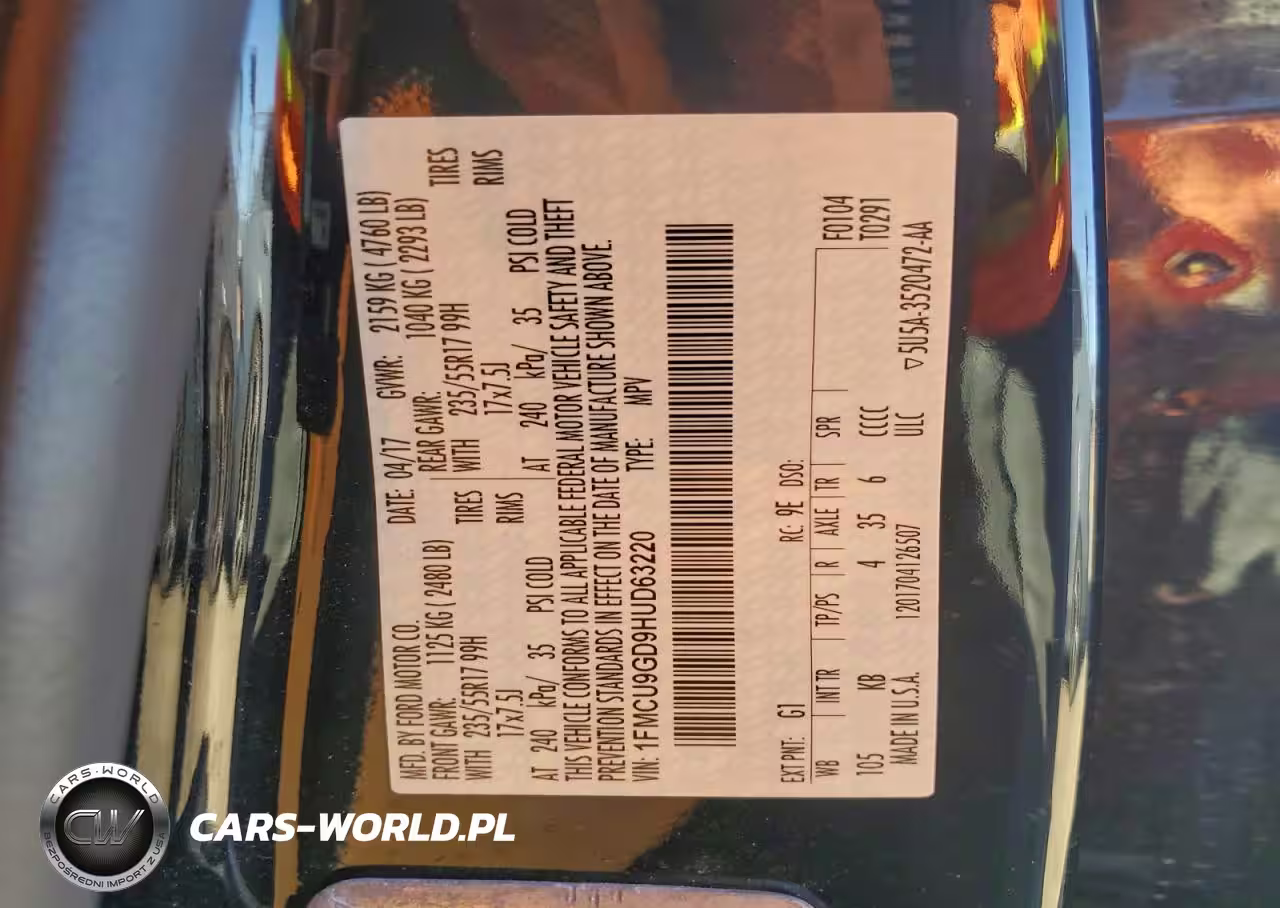 MFD. BY FORD MOTOR CO.
DATE: 04/17 GVWR: 2159 KG ( 4760 LB)
FRONT GAWR: 1125 KG ( 2480 LB)
REAR GAWR: 1040 KG ( 2293 LB)
WITH 235/55R17 99H TIRES
WITH 235/55R17 99H TIRES
17x7.5J RIMS
17x7.5J RIMS
AT 240 kPa/ 35 PSI COLD
AT 240 kPa/ 35 PSI COLD
THIS VEHICLE CONFORMS TO ALL APPLICABLE FEDERAL MOTOR VEHICLE SAFETY AND THEFT
PREVENTION STANDARDS IN EFFECT ON THE DATE OF MANUFACTURE SHOWN ABOVE.
VIN: 1FMCU9GD9HUD63220 TYPE: MPV
EXT PNT: G1 RC: 9E DSO:
WB INT TR TP/PS R AXLE TR SPR F0104
105 KB 4 35 6 CCCC T0291
MADE IN U.S.A. 1201704126507 ULC
▽5U5A-3520472-AA
CARS-WORLD
CW
BEZPOŚREDNI IMPORT Z USA
CARS-WORLD.PL